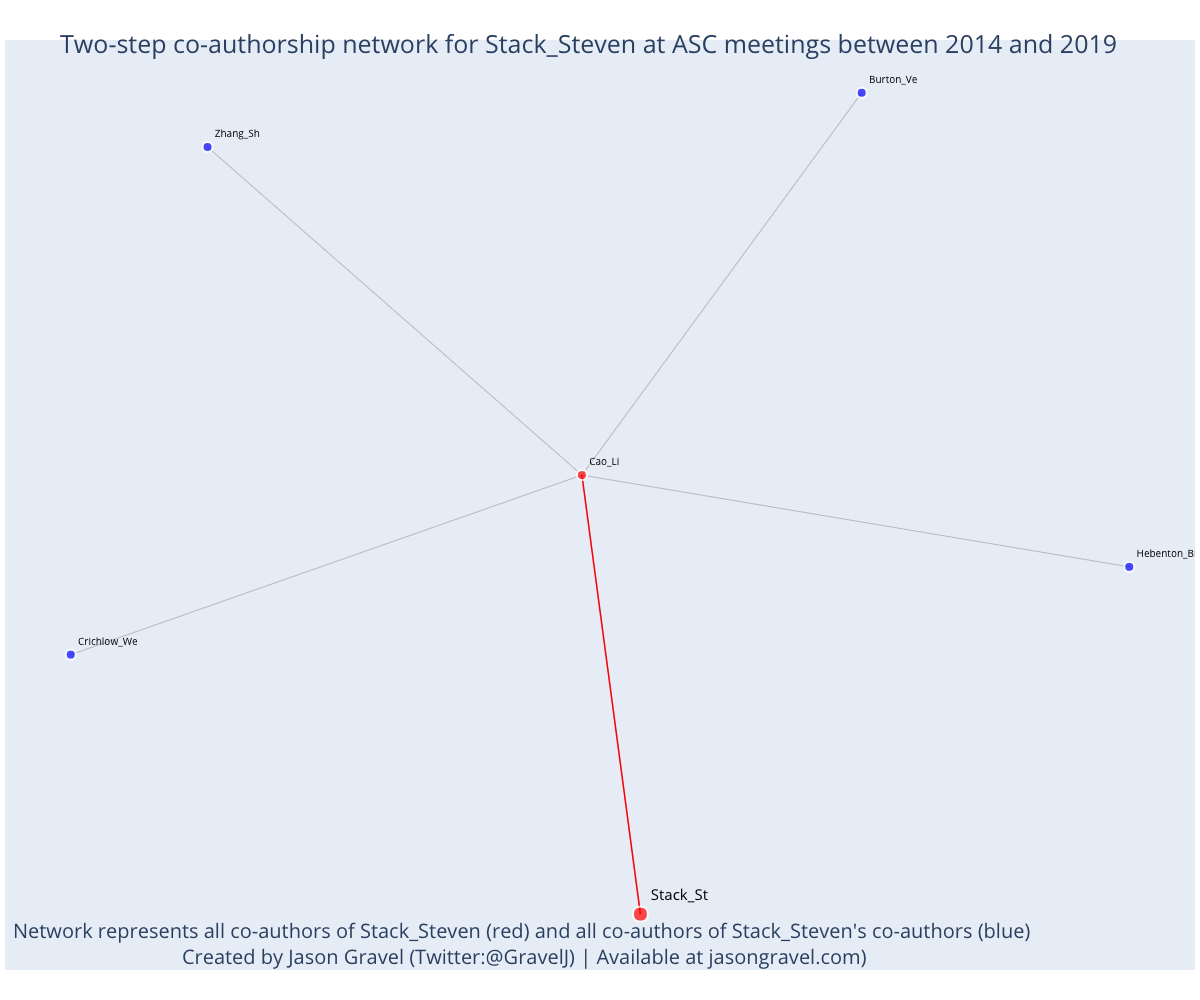 Two-step co-authorship network for Stack_Steven at ASC meetings between 2014 and 2019
Burton_Ve
Zhang_Sh
Cao_Li
Hebenton_B
Crichlow_We
Stack_St
Network represents all co-authors of Stack_Steven (red) and all co-authors of Stack_Steven's co-authors (blue)
Created by Jason Gravel (Twitter:@GravelJ) | Available at jasongravel.com)